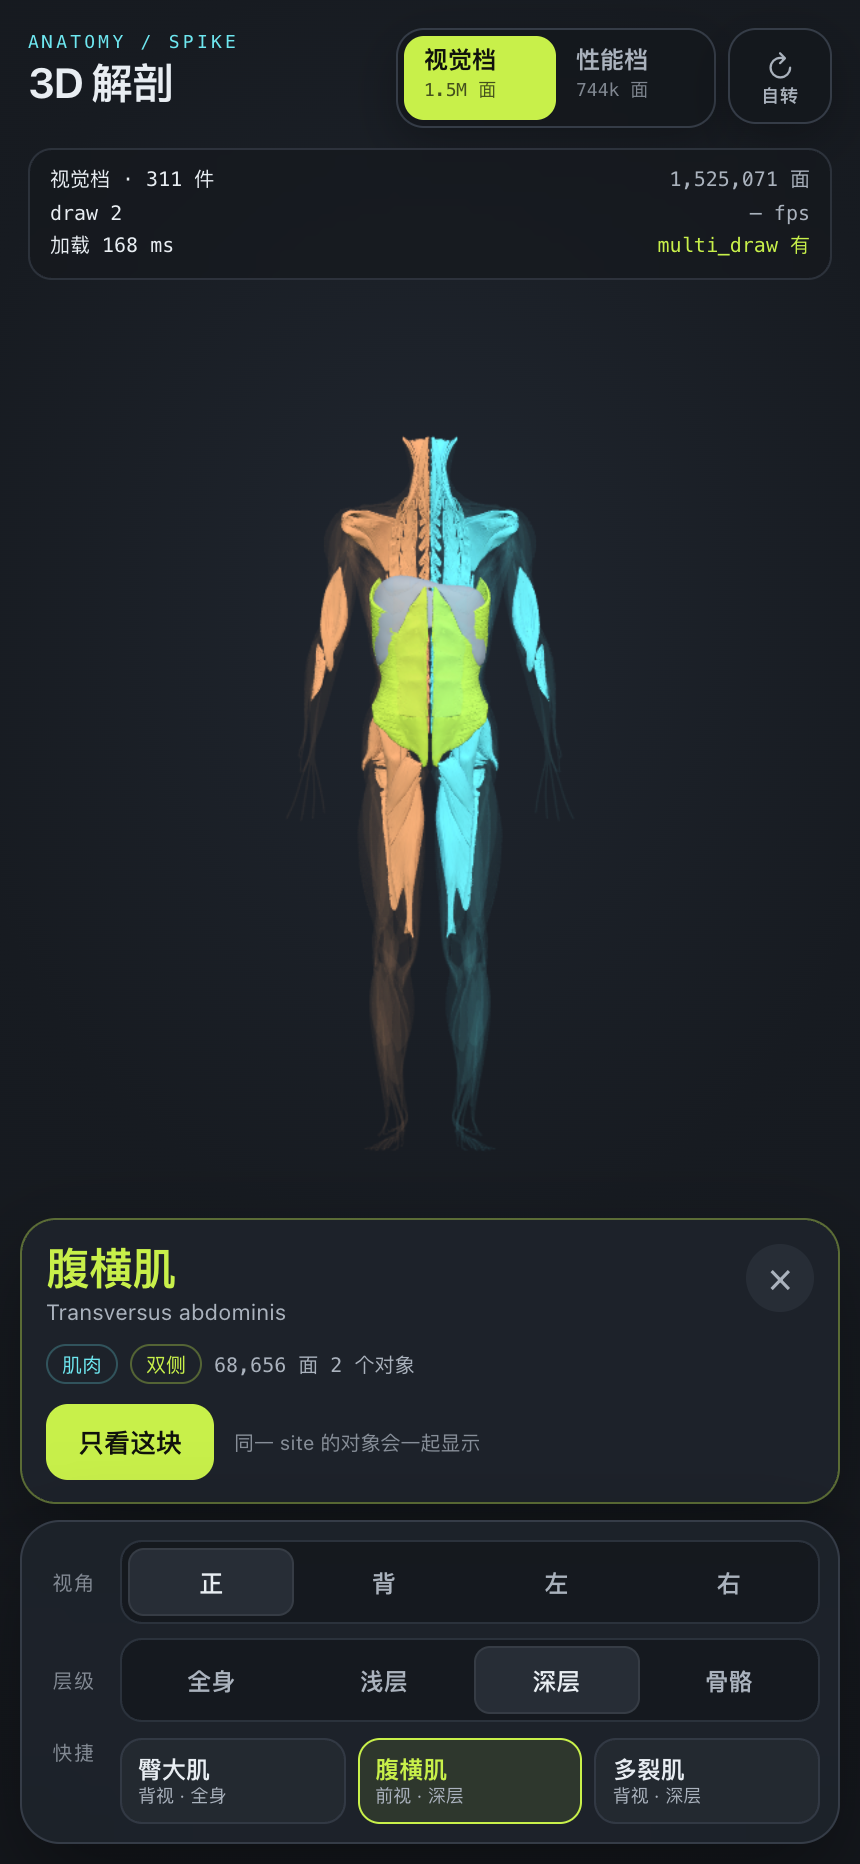 ANATOMY / SPIKE
3D 解剖
视觉档
1.5M 面
性能档
744k 面
自转
视觉档 · 311 件
1,525,071 面
draw 2
— fps
加载 168 ms
multi_draw 有
腹横肌
Transversus abdominis
肌肉
双侧
68,656 面 2 个对象
只看这块
同一 site 的对象会一起显示
视角
正
背
左
右
层级
全身
浅层
深层
骨骼
快捷
臀大肌
背视 · 全身
腹横肌
前视 · 深层
多裂肌
背视 · 深层